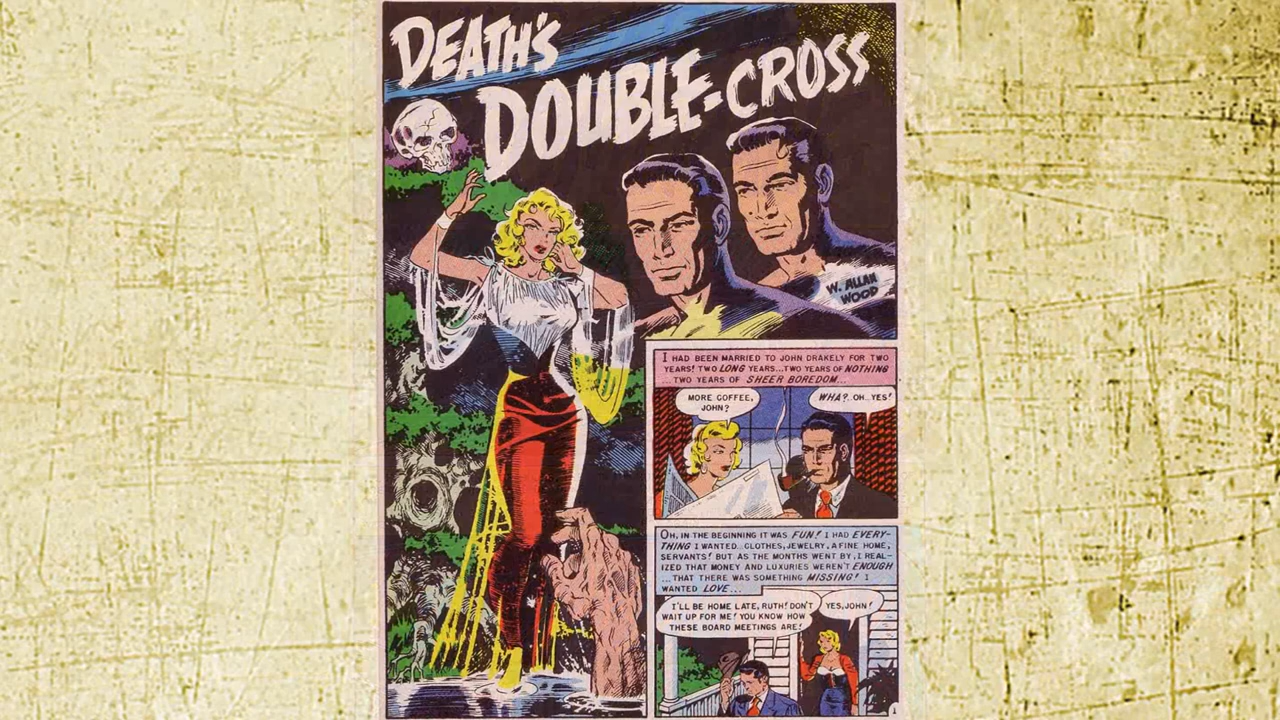 DEATH'S
DOUBLE-CROSS
W. ALLAN
WOOD
I HAD BEEN MARRIED TO JOHN DRAKELY FOR TWO
YEARS! TWO LONG YEARS...TWO YEARS OF NOTHING
...TWO YEARS OF SHEER BOREDOM...
MORE COFFEE,
JOHN?
WHA?.. OH...YES!
OH, IN THE BEGINNING IT WAS FUN! I HAD EVERY-
THING I WANTED...CLOTHES, JEWELRY, A FINE HOME,
SERVANTS! BUT AS THE MONTHS WENT BY, I REAL-
IZED THAT MONEY AND LUXURIES WEREN'T ENOUGH
...THAT THERE WAS SOMETHING MISSING! I
WANTED LOVE...
I'LL BE HOME LATE, RUTH! DON'T
WAIT UP FOR ME! YOU KNOW HOW
THESE BOARD MEETINGS ARE!
YES, JOHN!
1